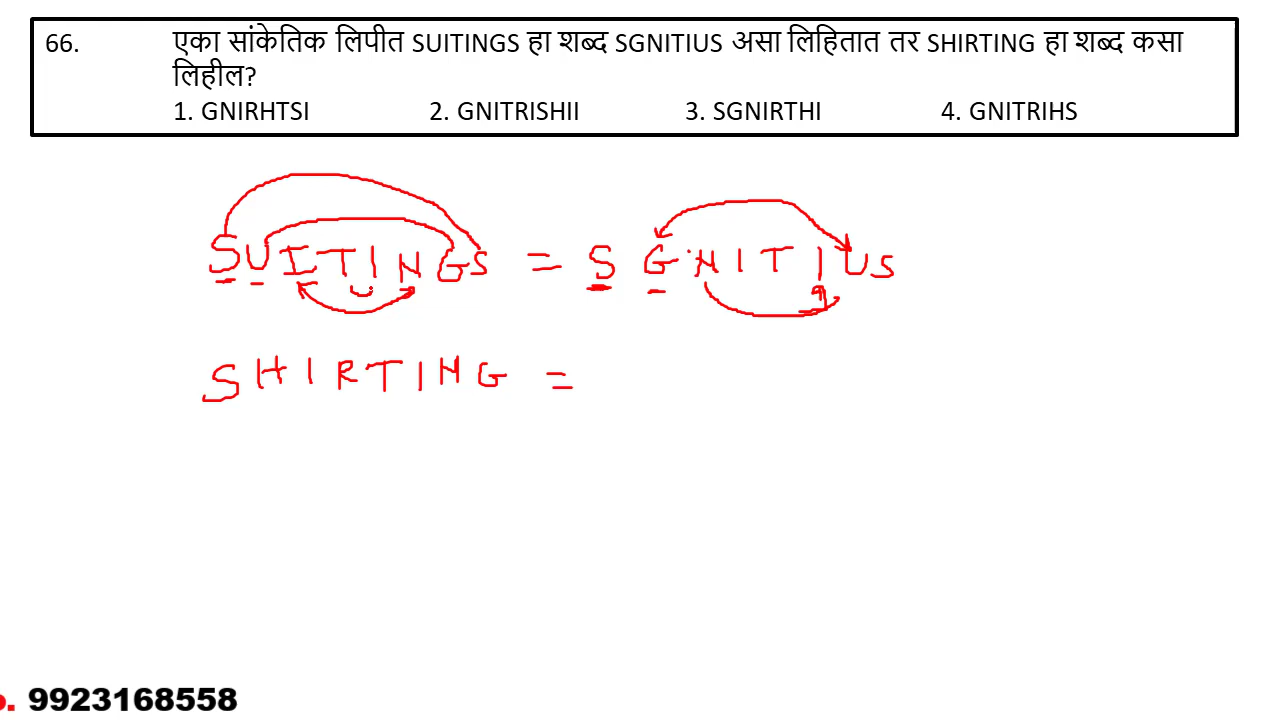 66. एका सांकेतिक लिपीत SUITINGS हा शब्द SGNITIUS असा लिहितात तर SHIRTING हा शब्द कसा
लिहील?
1. GNIRHTSI 2. GNITRISHII 3. SGNIRTHI 4. GNITRIHS
SUITINGS = SGNITIUS
SHIRTING =
. 9923168558